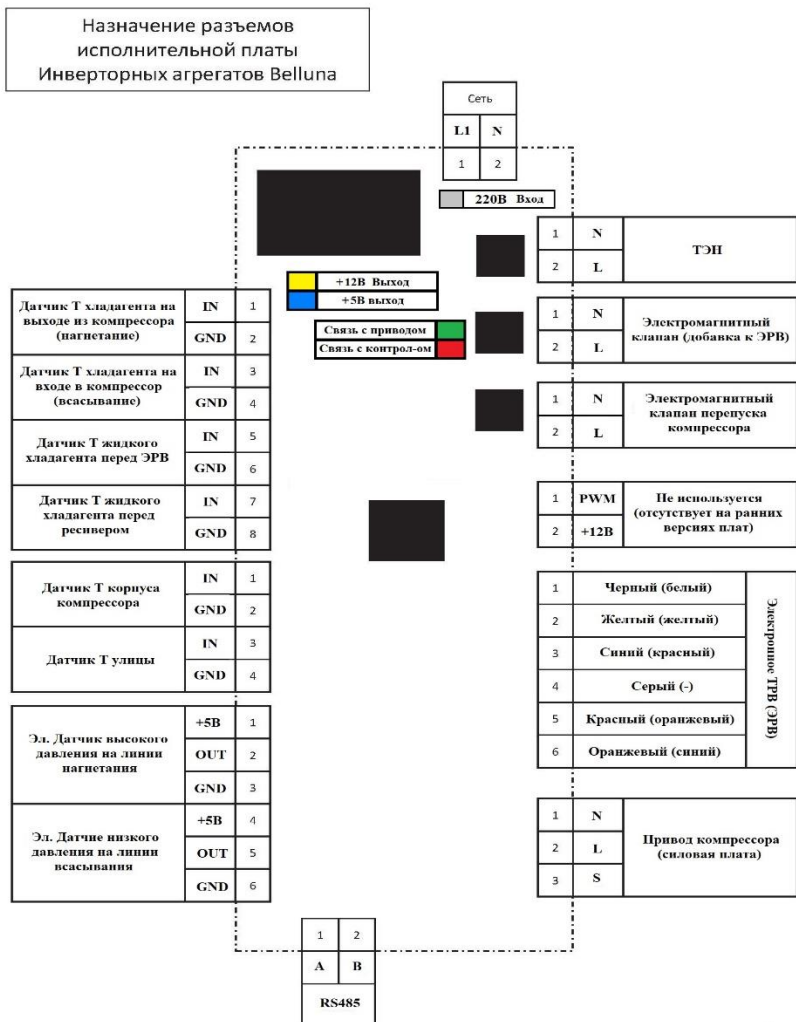 Назначение разъемов
исполнительной платы
Инверторных агрегатов Belluna
Сеть
L1 N
1 2
220В Вход
+12В Выход
+5В выход
Связь с приводом
Связь с контрол-ом
Датчик Т хладагента на
выходе из компрессора
(нагнетание)
IN 1
GND 2
Датчик Т хладагента на
входе в компрессор
(всасывание)
IN 3
GND 4
Датчик Т жидкого
хладагента перед ЭРВ
IN 5
GND 6
Датчик Т жидкого
хладагента перед
ресивером
IN 7
GND 8
Датчик Т корпуса
компрессора
IN 1
GND 2
Датчик Т улицы
IN 3
GND 4
Эл. Датчик высокого
давления на линии
нагнетания
+5В 1
OUT 2
GND 3
Эл. Датчие низкого
давления на линии
всасывания
+5В 4
OUT 5
GND 6
1 N
2 L
ТЭН
1 N
2 L
Электромагнитный
клапан (добавка к ЭРВ)
1 N
2 L
Электромагнитный
клапан перепуска
компрессора
1 PWM
2 +12В
Не используется
(отсутствует на ранних
версиях плат)
1 Черный (белый)
2 Желтый (желтый)
3 Синий (красный)
4 Серый (-)
5 Красный (оранжевый)
6 Оранжевый (синий)
Электронное ТРВ
(ЭРВ)
1 N
2 L
3 S
Привод компрессора
(силовая плата)
1 2
A B
RS485